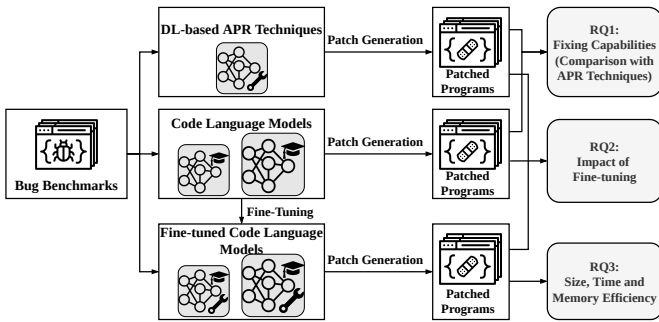 DL-based APR Techniques
Patch Generation
Patched
Programs
RQ1:
Fixing Capabilities
(Comparison with
APR Techniques)
Bug Benchmarks
Code Language Models
Patch Generation
Patched
Programs
RQ2:
Impact of
Fine-tuning
Fine-Tuning
Fine-tuned Code Language
Models
Patch Generation
Patched
Programs
RQ3:
Size, Time and
Memory Efficiency